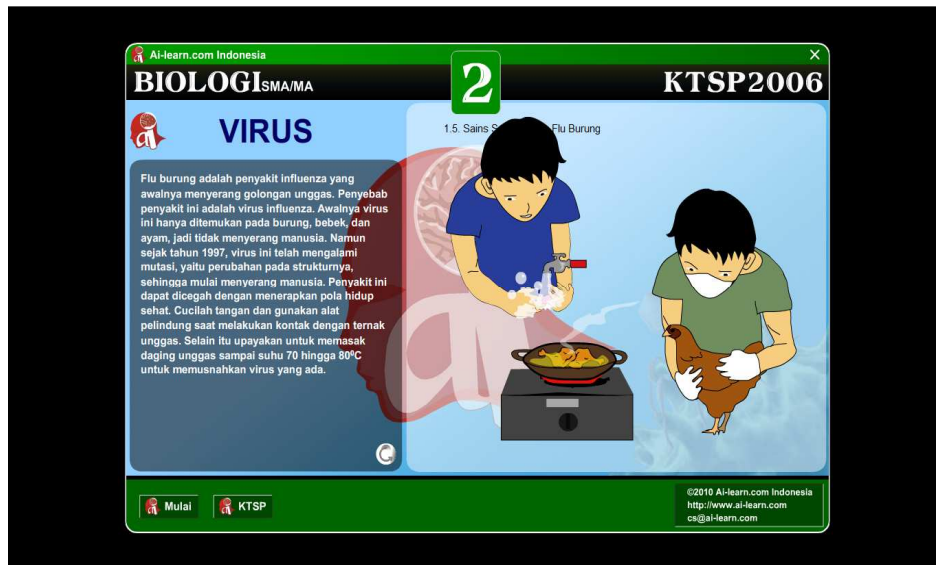 Ai-learn.com Indonesia
BIOLOGI SMA/MA
2
KTSP2006
VIRUS
Flu burung adalah penyakit influenza yang
awalnya menyerang golongan unggas. Penyebab
penyakit ini adalah virus influenza. Awalnya virus
ini hanya ditemukan pada burung, bebek, dan
ayam, jadi tidak menyerang manusia. Namun
sejak tahun 1997, virus ini telah mengalami
mutasi, yaitu perubahan pada strukturnya,
sehingga mulai menyerang manusia. Penyakit ini
dapat dicegah dengan menerapkan pola hidup
sehat. Cucilah tangan dan gunakan alat
pelindung saat melakukan kontak dengan ternak
unggas. Selain itu upayakan untuk memasak
daging unggas sampai suhu 70 hingga 80⁰C
untuk memusnahkan virus yang ada.
1.5. Sains Flu Burung
Mulai
KTSP
©2010 Ai-learn.com Indonesia
http://www.ai-learn.com
cs@ai-learn.com